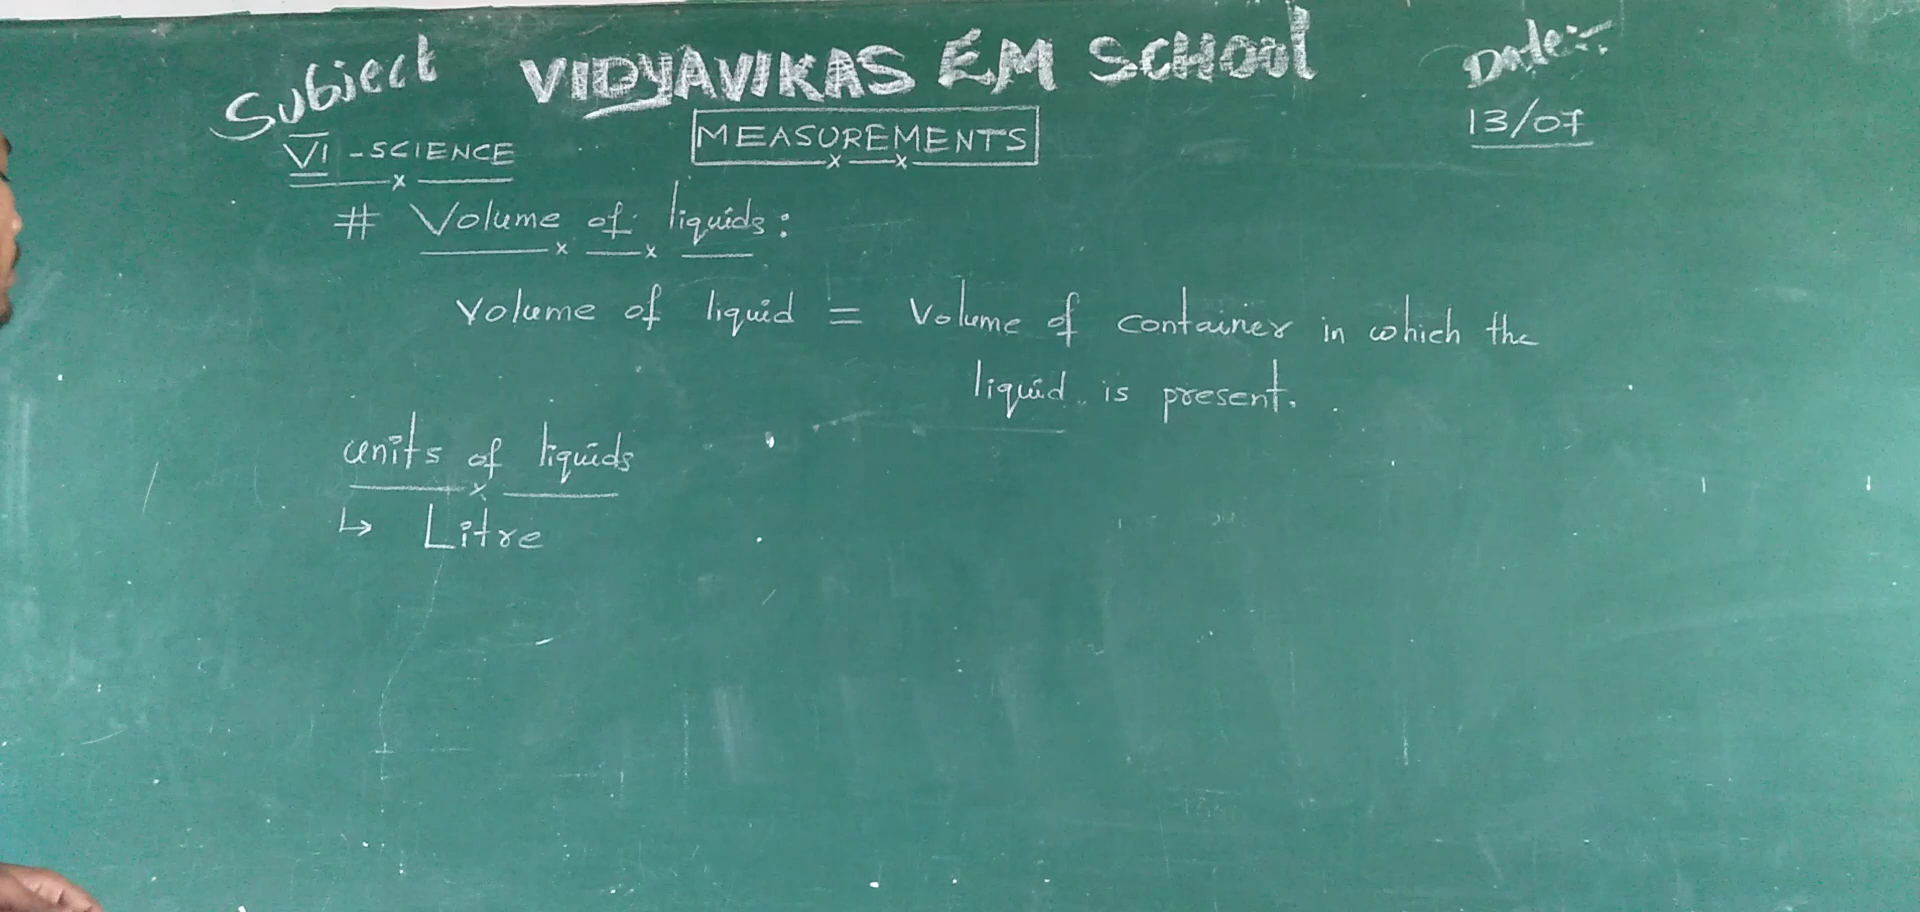 Subject VIDYAVIKAS EM SCHOOL Date:-
VI - SCIENCE MEASUREMENTS 13/07
# Volume of liquids:
Volume of liquid = Volume of container in which the
liquid is present.
units of liquids
↳ Litre